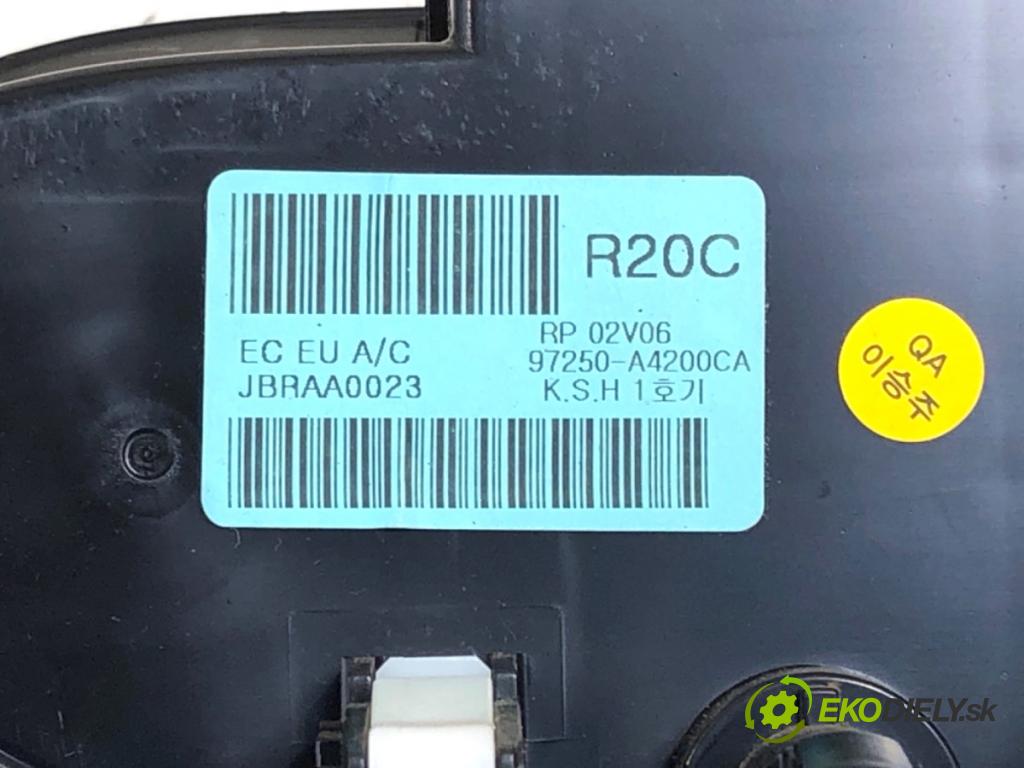 R20C
RP 02V06
EC EU A/C
97250-A4200CA
JBRAA0023
K.S.H 1호기
QA
이승주
EKODIELY.sk